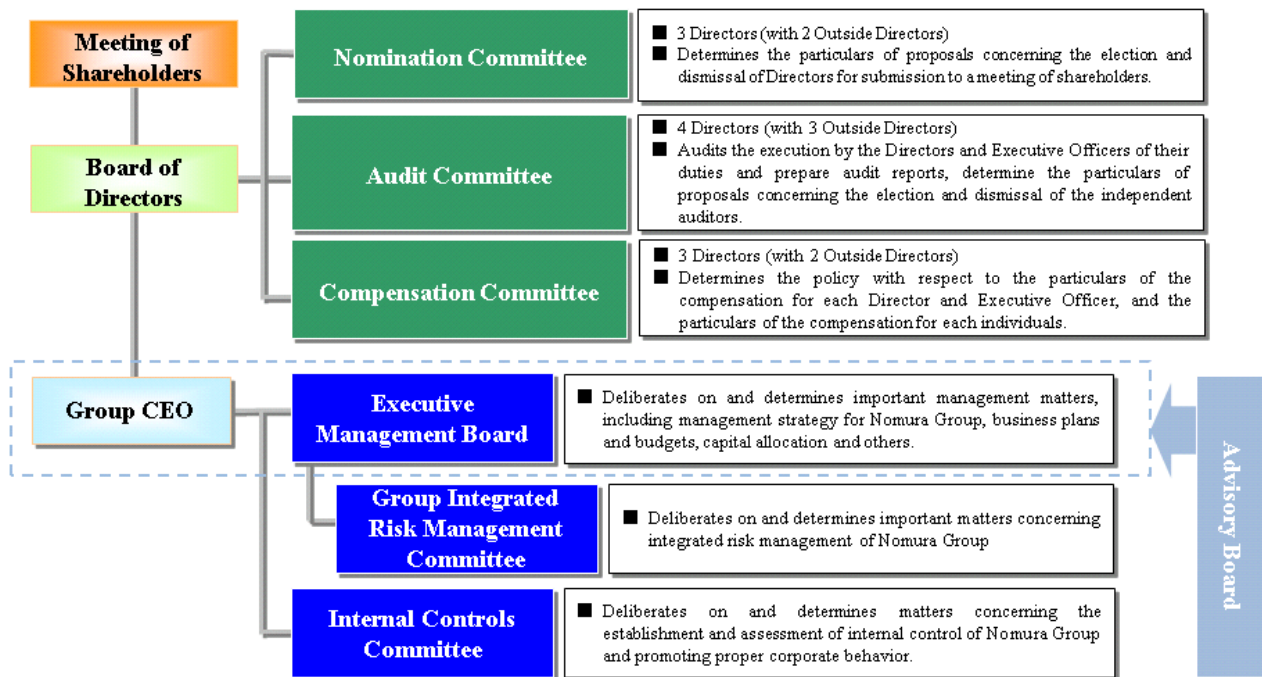 Meeting of
Shareholders
Nomination Committee
■ 3 Directors (with 2 Outside Directors)
■ Determines the particulars of proposals concerning the election and
dismissal of Directors for submission to a meeting of shareholders.
Board of
Directors
Audit Committee
■ 4 Directors (with 3 Outside Directors)
■ Audits the execution by the Directors and Executive Officers of their
duties and prepare audit reports, determine the particulars of
proposals concerning the election and dismissal of the independent
auditors.
Compensation Committee
■ 3 Directors (with 2 Outside Directors)
■ Determines the policy with respect to the particulars of the
compensation for each Director and Executive Officer, and the
particulars of the compensation for each individuals.
Group CEO
Executive
Management Board
■ Deliberates on and determines important management matters,
including management strategy for Nomura Group, business plans
and budgets, capital allocation and others.
Group Integrated
Risk Management
Committee
■ Deliberates on and determines important matters concerning
integrated risk management of Nomura Group
Internal Controls
Committee
■ Deliberates on and determines matters concerning the
establishment and assessment of internal control of Nomura Group
and promoting proper corporate behavior.
Advisory Board